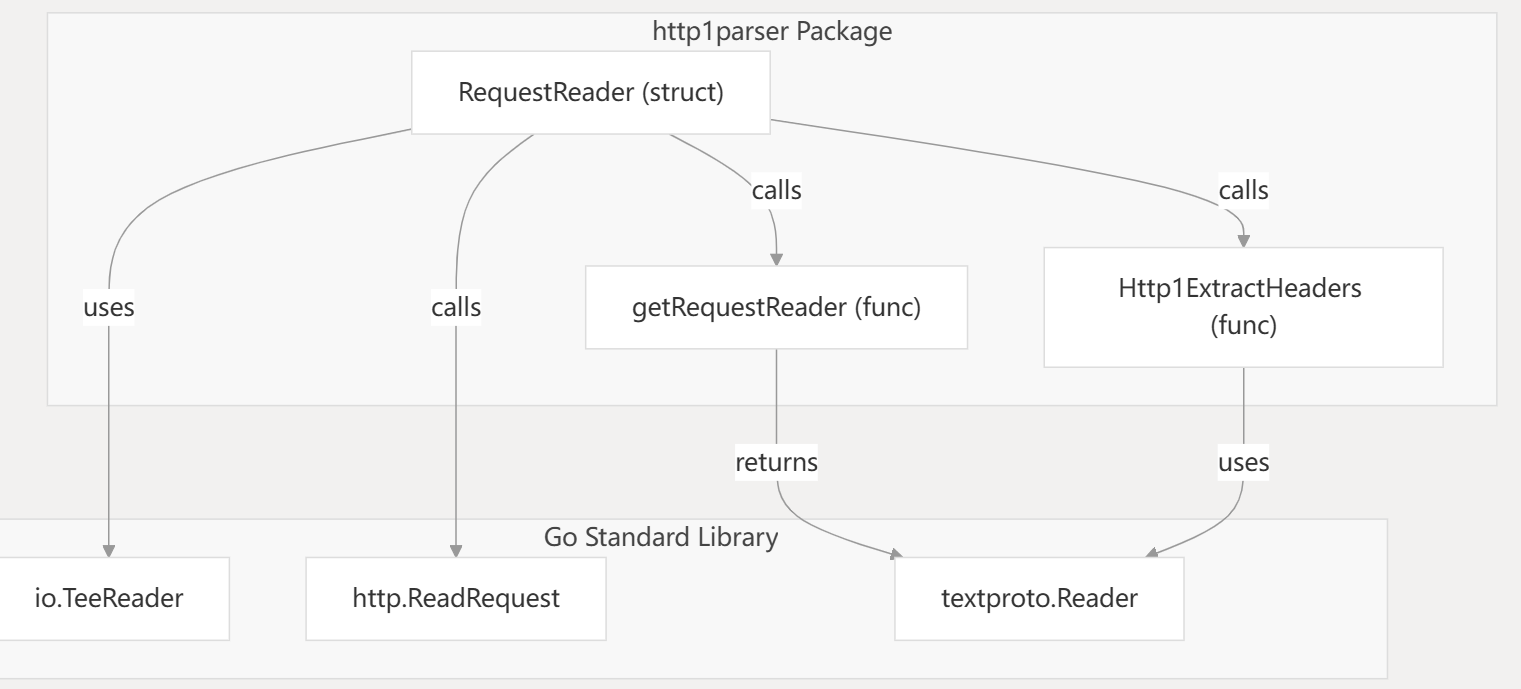 http1parser Package
RequestReader (struct)
calls
calls
uses
calls
getRequestReader (func)
Http1ExtractHeaders
(func)
returns
uses
Go Standard Library
io.TeeReader
http.ReadRequest
textproto.Reader